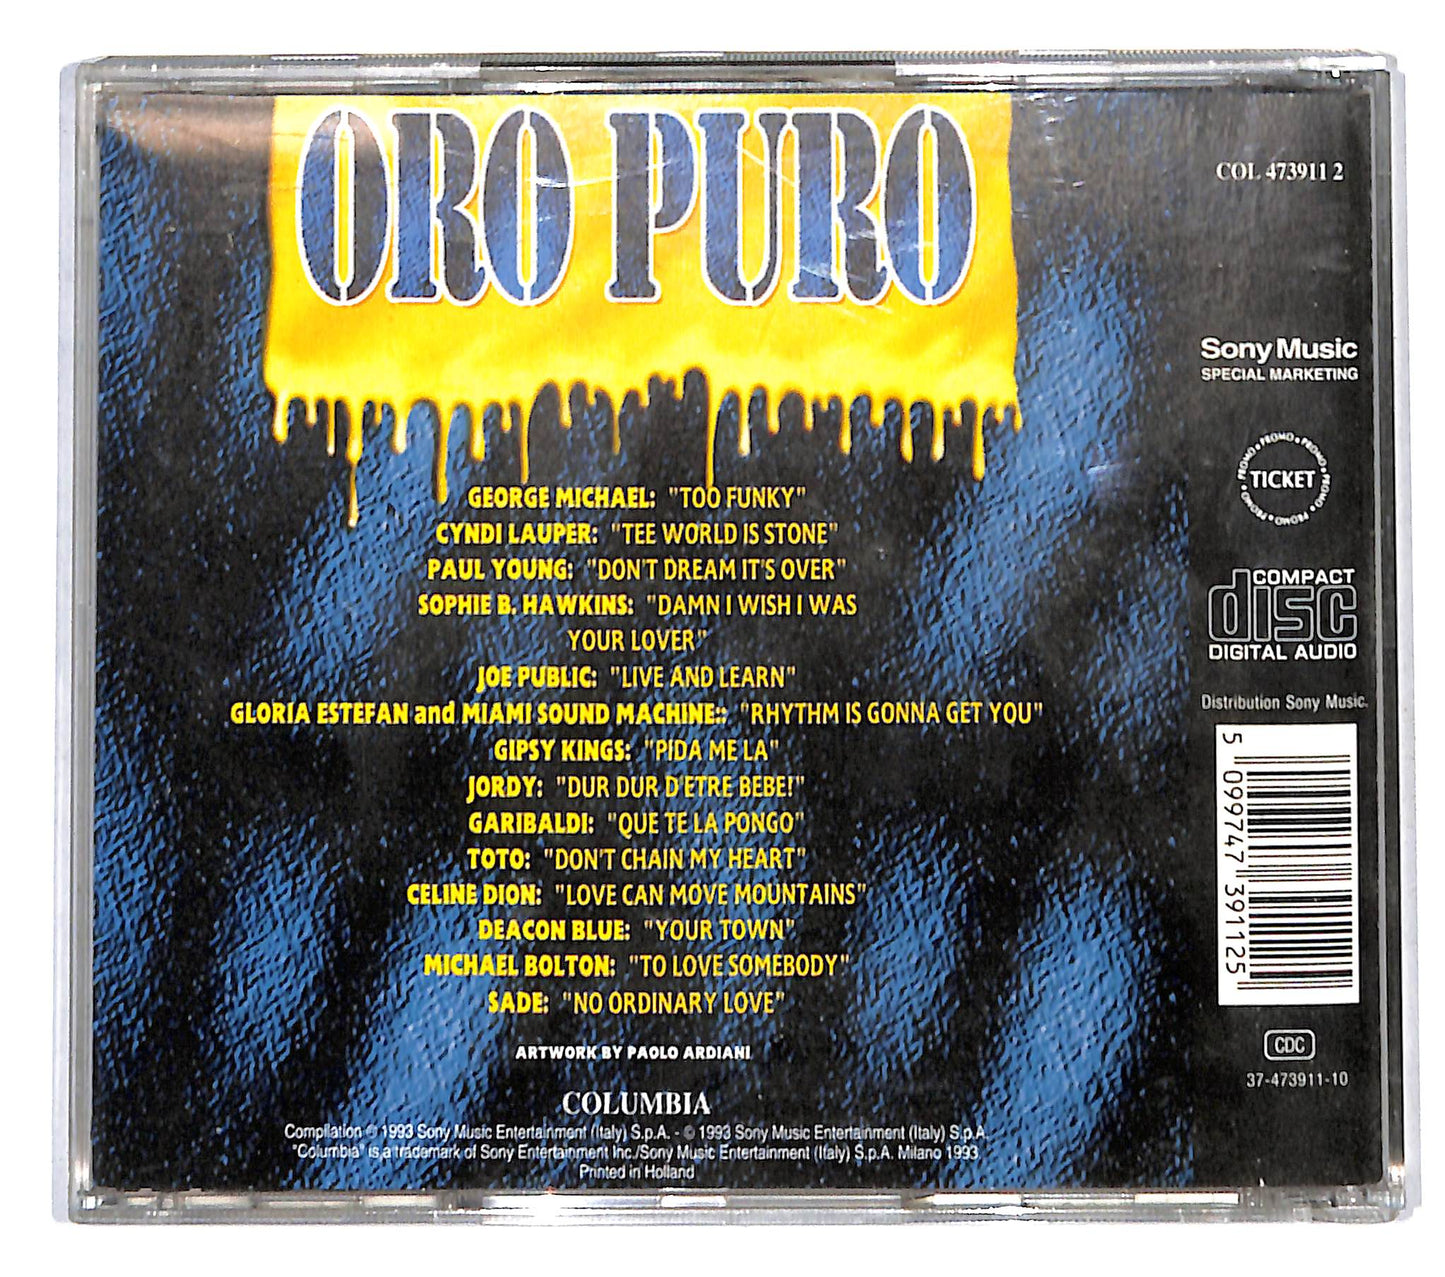 ORO PURO
COL 473911 2
Sony Music
SPECIAL MARKETING
PROMO • PROMO • PROMO • PROMO • PROMO • PROMO •
TICKET
COMPACT
disc
DIGITAL AUDIO
Distribution Sony Music.
5 099747 391125
CDC
37-473911-10
GEORGE MICHAEL: "TOO FUNKY"
CYNDI LAUPER: "TEE WORLD IS STONE"
PAUL YOUNG: "DON'T DREAM IT'S OVER"
SOPHIE B. HAWKINS: "DAMN I WISH I WAS
YOUR LOVER"
JOE PUBLIC: "LIVE AND LEARN"
GLORIA ESTEFAN and MIAMI SOUND MACHINE:: "RHYTHM IS GONNA GET YOU"
GIPSY KINGS: "PIDA ME LA"
JORDY: "DUR DUR D'ETRE BEBE!"
GARIBALDI: "QUE TE LA PONGO"
TOTO: "DON'T CHAIN MY HEART"
CELINE DION: "LOVE CAN MOVE MOUNTAINS"
DEACON BLUE: "YOUR TOWN"
MICHAEL BOLTON: "TO LOVE SOMEBODY"
SADE: "NO ORDINARY LOVE"
ARTWORK BY PAOLO ARDIANI
COLUMBIA
Compilation ℗ 1993 Sony Music Entertainment (Italy) S.p.A. - © 1993 Sony Music Entertainment (Italy) S.p.A.
"Columbia" is a trademark of Sony Entertainment Inc./Sony Music Entertainment (Italy) S.p.A. Milano 1993
Printed in Holland